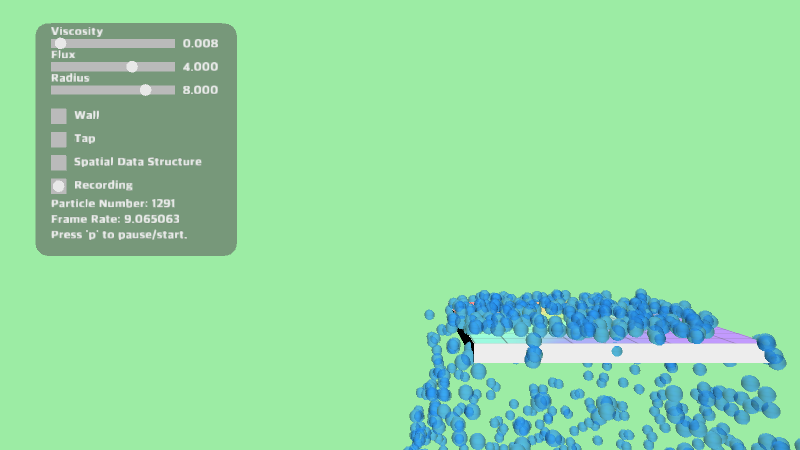 Viscosity
0.008
Flux
4.000
Radius
8.000
Wall
Tap
Spatial Data Structure
Recording
Particle Number: 1291
Frame Rate: 9.065063
Press 'p' to pause/start.